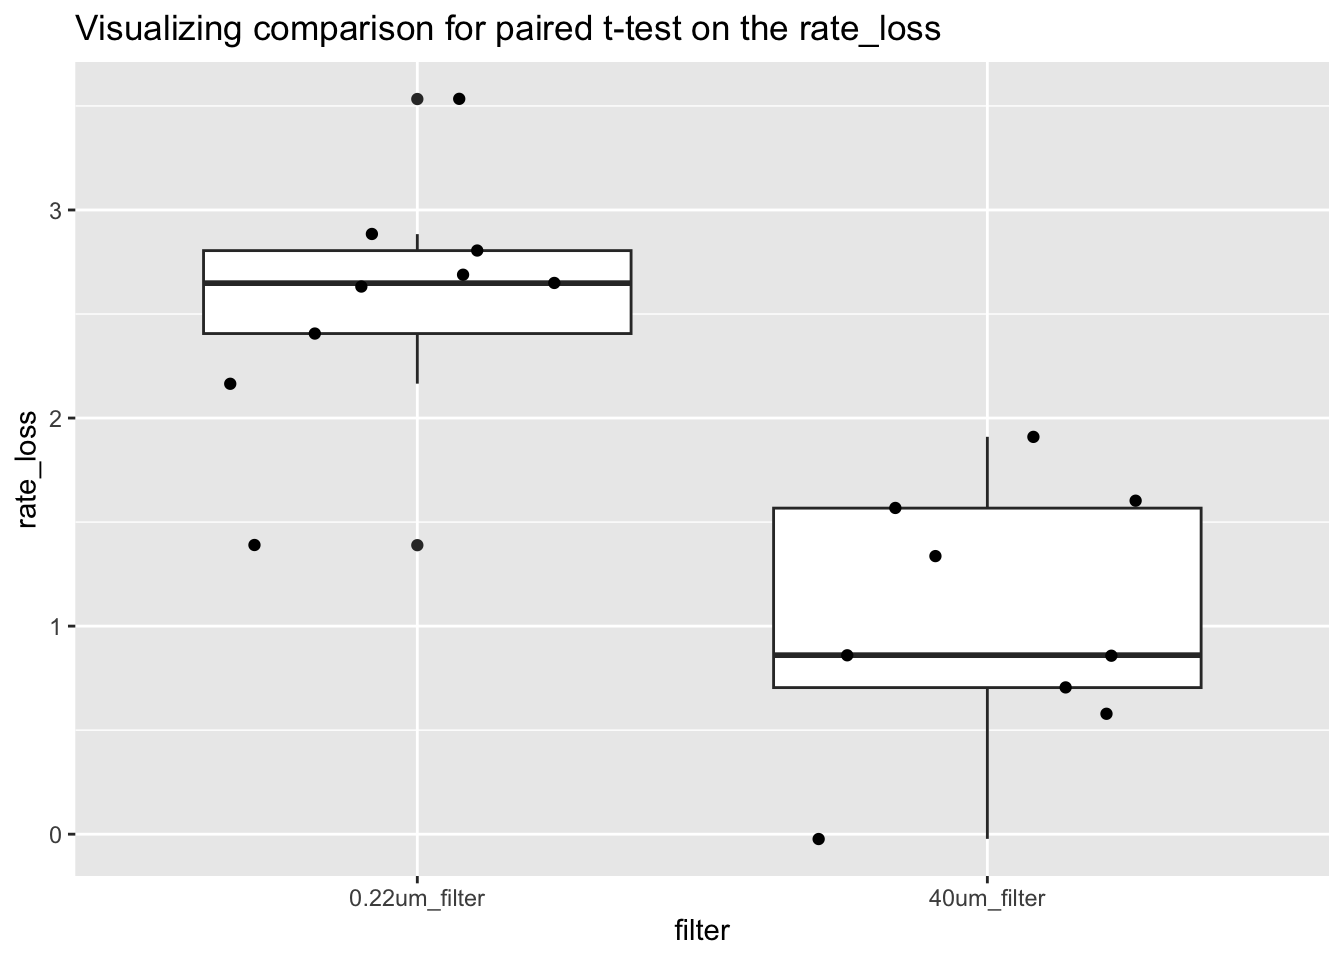 Visualizing comparison for paired t-test on the rate_loss
rate_loss
3
2
1
0
0.22um_filter
40um_filter
filter